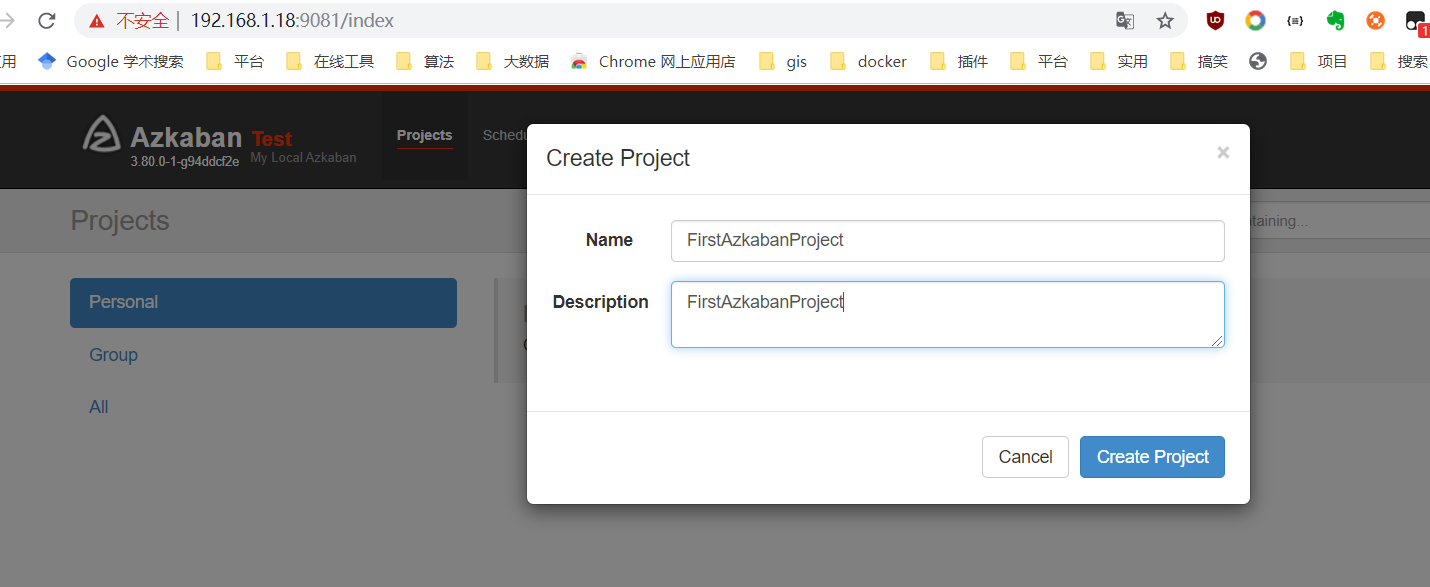 不安全 192.168.1.18:9081/index
用 Google 学术搜索 平台 在线工具 算法 大数据 Chrome 网上应用店 gis docker 插件 平台 实用 搞笑 项目 搜索
Azkaban Test
3.80.0-1-g94ddcf2e My Local Azkaban
Projects Schedu
Create Project ×
Projects
taining...
Name FirstAzkabanProject
Description FirstAzkabanProject
Personal
Group
All
Cancel Create Project